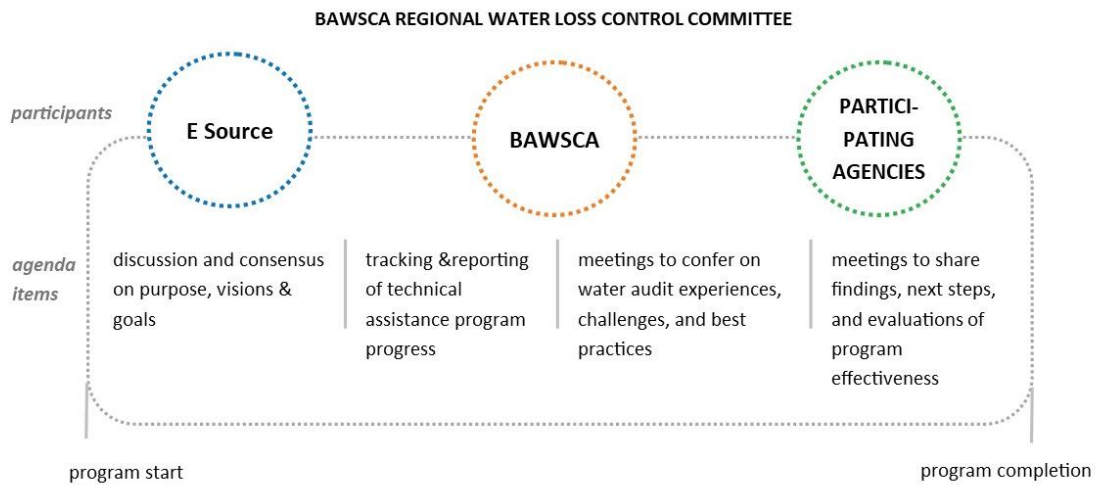 BAWSCA REGIONAL WATER LOSS CONTROL COMMITTEE
participants
E Source
BAWSCA
PARTICI-
PATING
AGENCIES
agenda
items
discussion and consensus
on purpose, visions &
goals
tracking &reporting
of technical
assistance program
progress
meetings to confer on
water audit experiences,
challenges, and best
practices
meetings to share
findings, next steps,
and evaluations of
program
effectiveness
program start
program completion